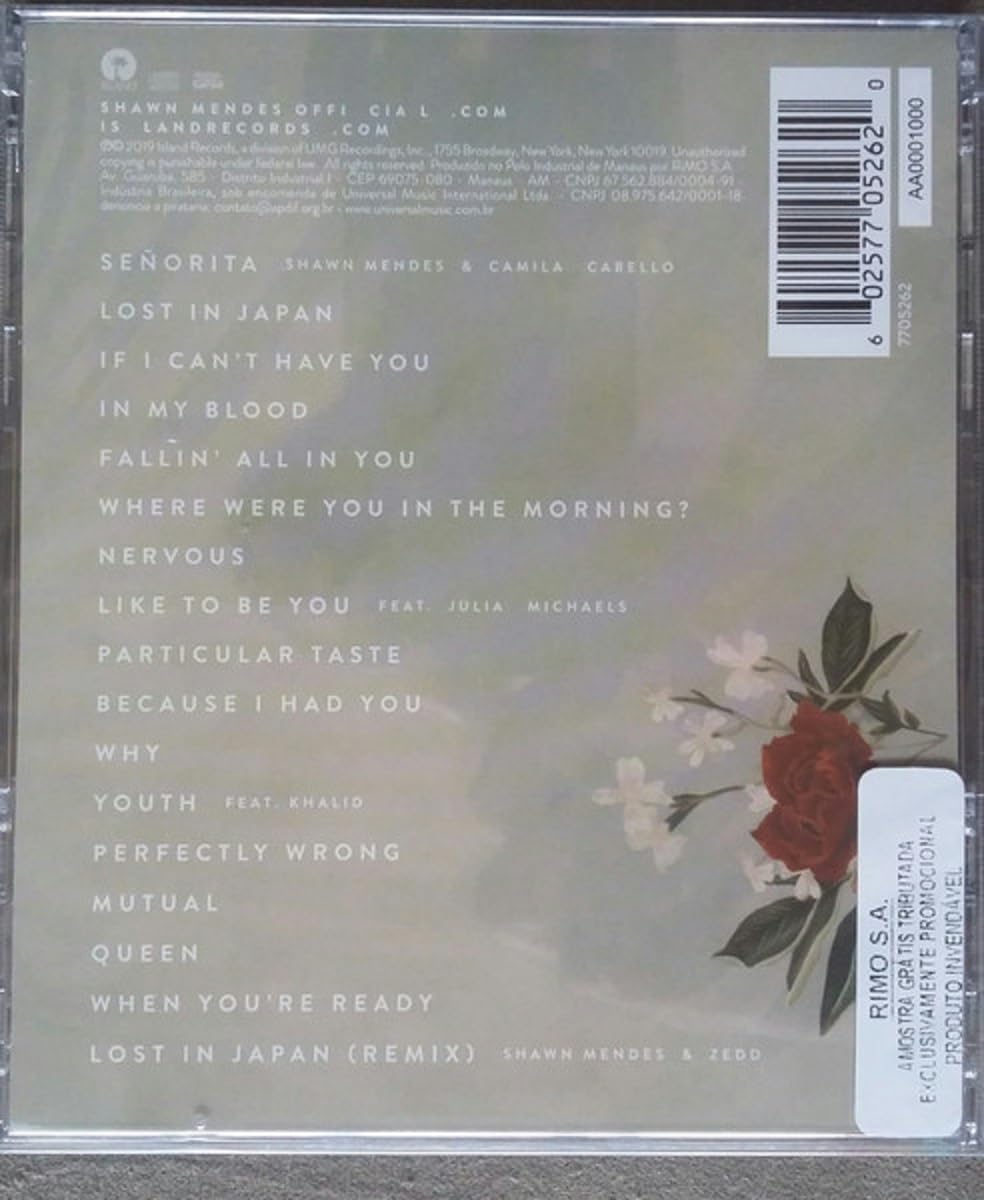 SHAWN MENDES OFFI CIA L .COM
IS LANDRECORDS .COM
℗© 2019 Island Records, a division of UMG Recordings, Inc., 1755 Broadway, New York, New York 10019. Unauthorized
copying is punishable under federal law. All rights reserved. Produzido no Polo Industrial de Manaus por RIMO S.A
Av. Guaruba, 585 - Distrito Industrial I - CEP 69075-080 - Manaus - AM - CNPJ 67.562.884/0004-91 -
Indústria Brasileira, sob encomenda de Universal Music International Ltda. - CNPJ 08.975.642/0001-18
denuncie a pirataria: contato@apdif.org.br - www.universalmusic.com.br
SEÑORITA SHAWN MENDES & CAMILA CABELLO
LOST IN JAPAN
IF I CAN'T HAVE YOU
IN MY BLOOD
FALLIN' ALL IN YOU
WHERE WERE YOU IN THE MORNING?
NERVOUS
LIKE TO BE YOU FEAT. JULIA MICHAELS
PARTICULAR TASTE
BECAUSE I HAD YOU
WHY
YOUTH FEAT. KHALID
PERFECTLY WRONG
MUTUAL
QUEEN
WHEN YOU'RE READY
LOST IN JAPAN (REMIX) SHAWN MENDES & ZEDD
6 02577 05262 0
AA0001000
7705262
RIMO S.A.
AMOSTRA GRÁTIS TRIBUTADA
EXCLUSIVAMENTE PROMOCIONAL
PRODUTO INVENDÁVEL